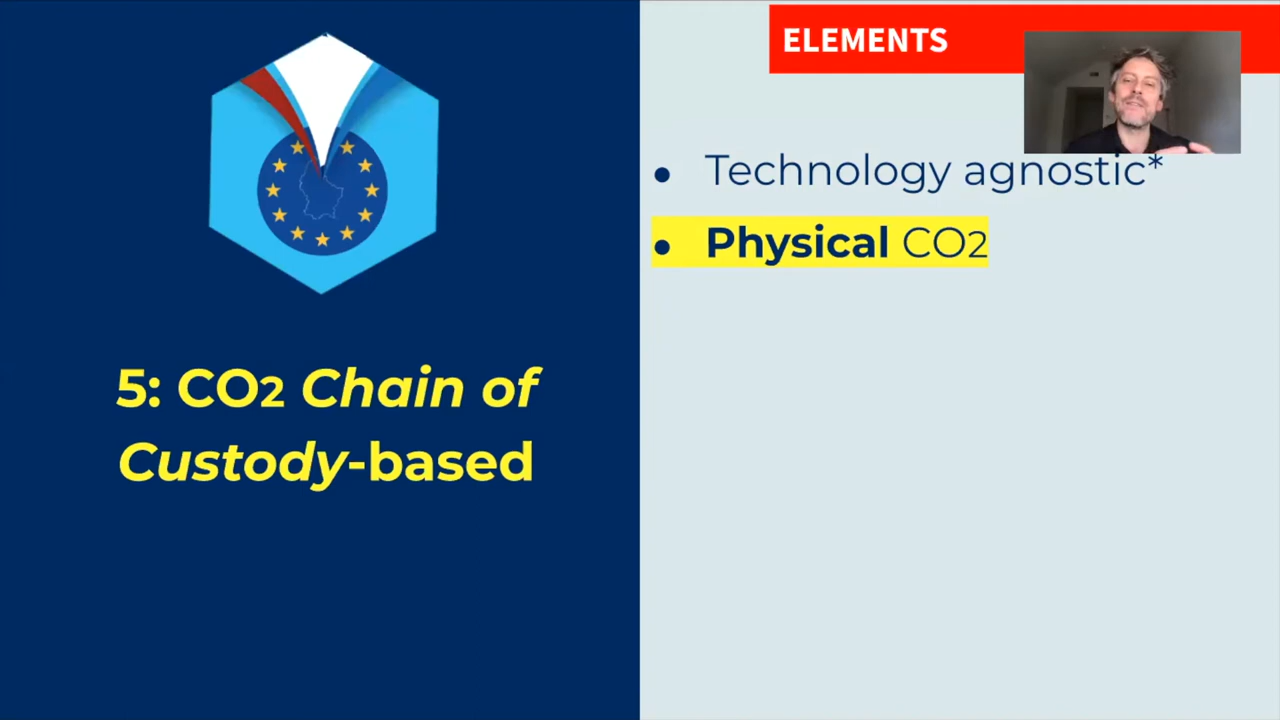 ELEMENTS
5: CO2 Chain of
Custody-based
● Technology agnostic*
● Physical CO2